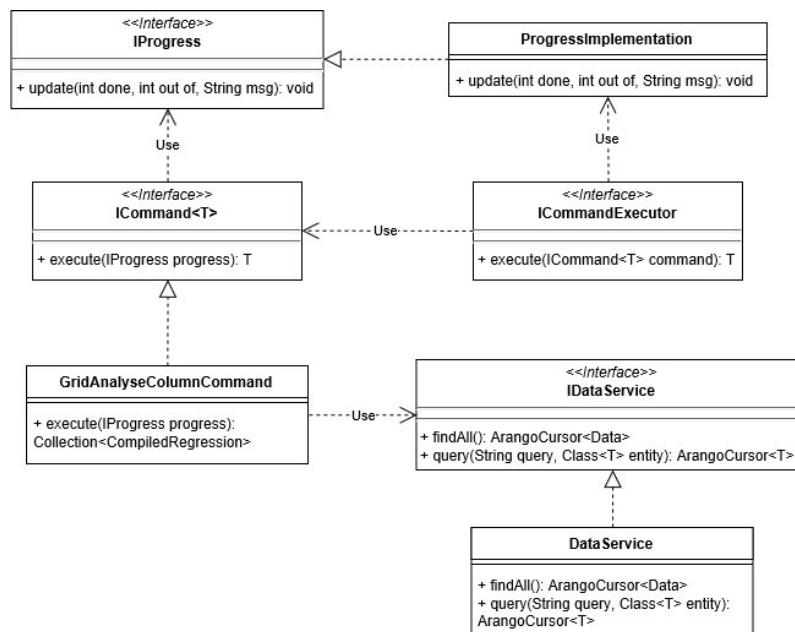 <<Interface>>
IProgress
+ update(int done, int out of, String msg): void
ProgressImplementation
+ update(int done, int out of, String msg): void
Use
Use
<<Interface>>
ICommand<T>
+ execute(IProgress progress): T
Use
<<Interface>>
ICommandExecutor
+ execute(ICommand<T> command): T
GridAnalyseColumnCommand
+ execute(IProgress progress):
Collection<CompiledRegression>
Use
<<Interface>>
IDataService
+ findAll(): ArangoCursor<Data>
+ query(String query, Class<T> entity): ArangoCursor<T>
DataService
+ findAll(): ArangoCursor<Data>
+ query(String query, Class<T> entity):
ArangoCursor<T>